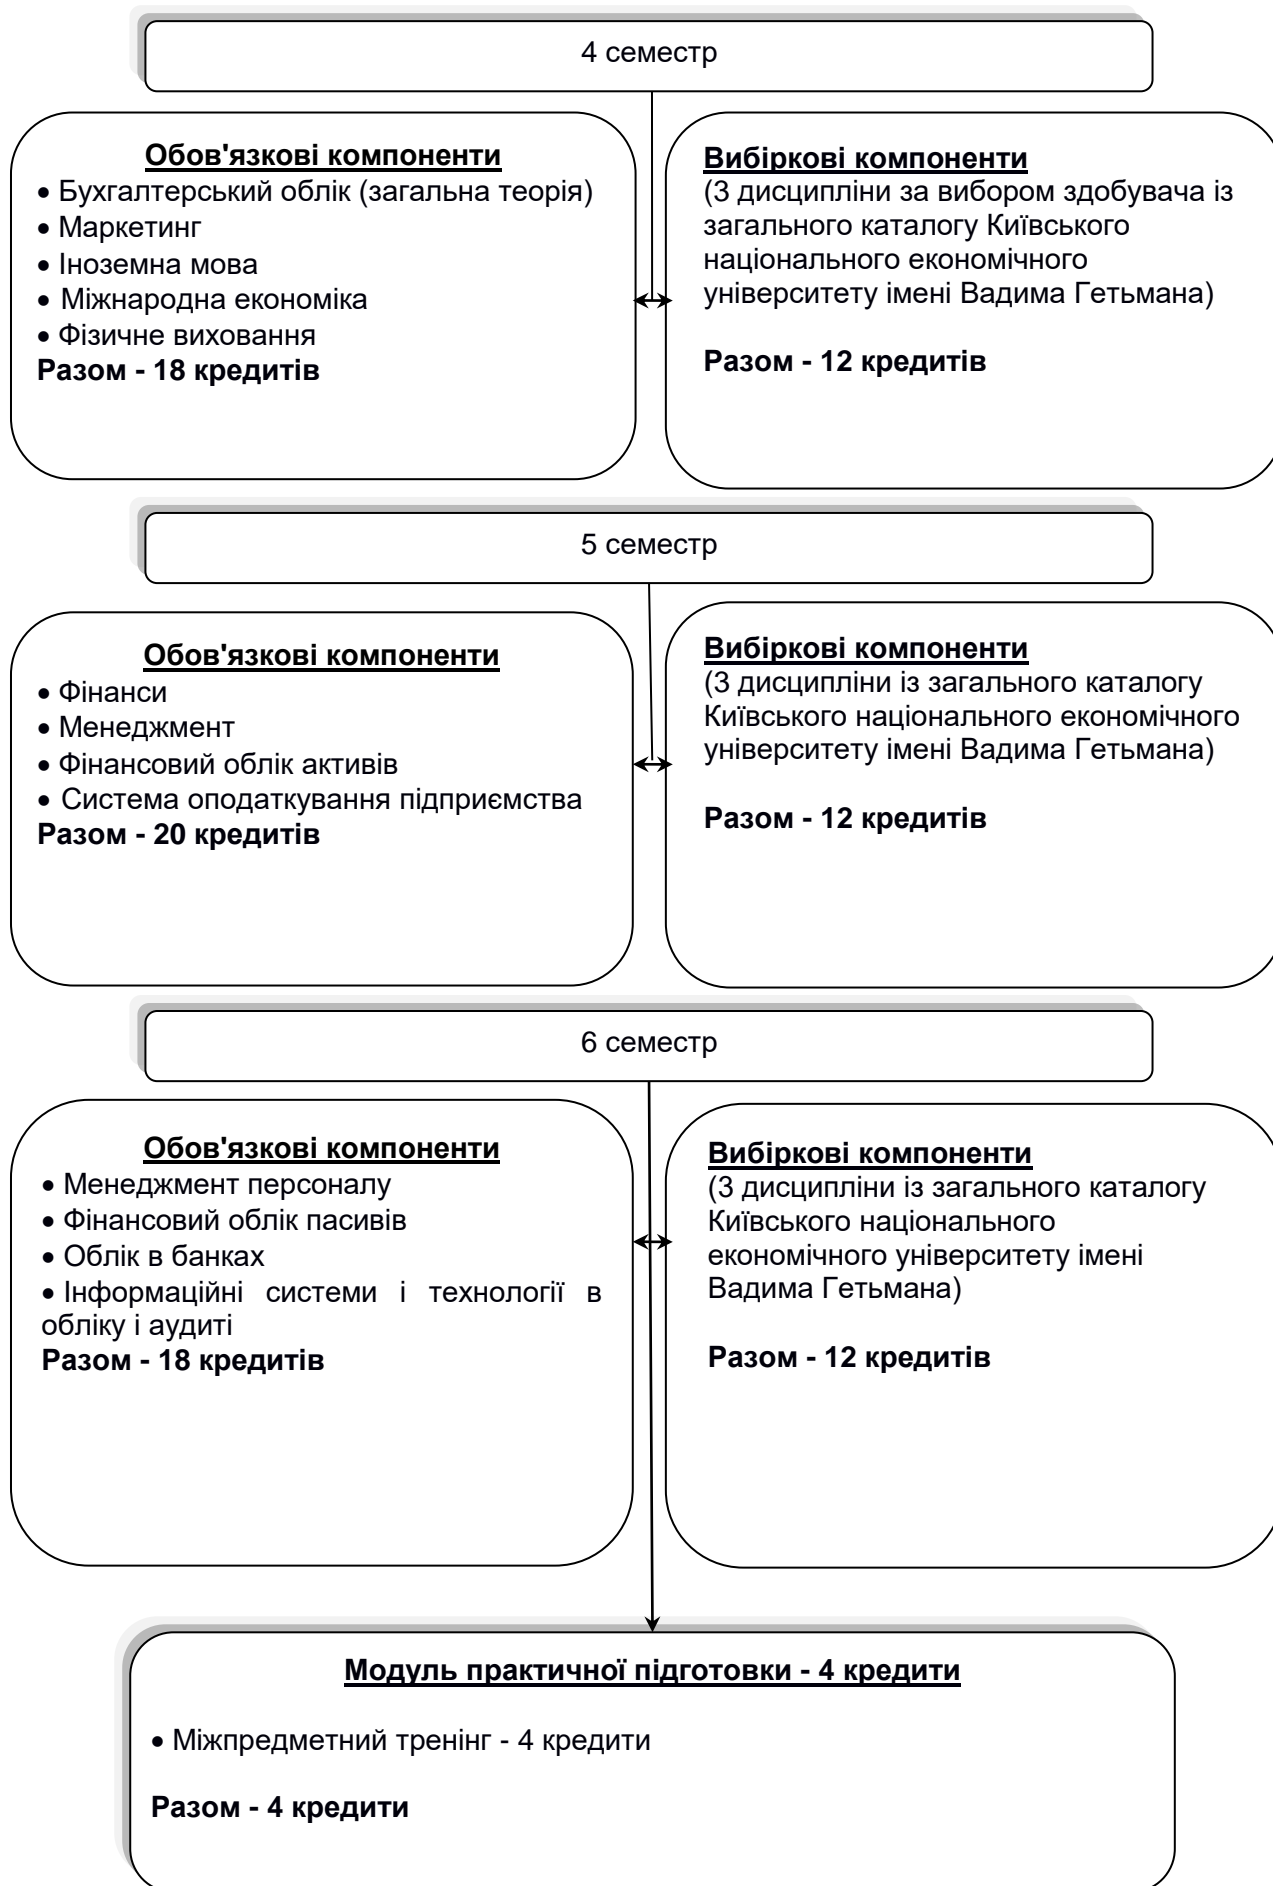 4 семестр
Обов'язкові компоненти
• Бухгалтерський облік (загальна теорія)
• Маркетинг
• Іноземна мова
• Міжнародна економіка
• Фізичне виховання
Разом - 18 кредитів
Вибіркові компоненти
(3 дисципліни за вибором здобувача із
загального каталогу Київського
національного економічного
університету імені Вадима Гетьмана)
Разом - 12 кредитів
5 семестр
Обов'язкові компоненти
• Фінанси
• Менеджмент
• Фінансовий облік активів
• Система оподаткування підприємства
Разом - 20 кредитів
Вибіркові компоненти
(3 дисципліни із загального каталогу
Київського національного економічного
університету імені Вадима Гетьмана)
Разом - 12 кредитів
6 семестр
Обов'язкові компоненти
• Менеджмент персоналу
• Фінансовий облік пасивів
• Облік в банках
• Інформаційні системи і технології в
обліку і аудиті
Разом - 18 кредитів
Вибіркові компоненти
(3 дисципліни із загального каталогу
Київського національного
економічного університету імені
Вадима Гетьмана)
Разом - 12 кредитів
Модуль практичної підготовки - 4 кредити
• Міжпредметний тренінг - 4 кредити
Разом - 4 кредити